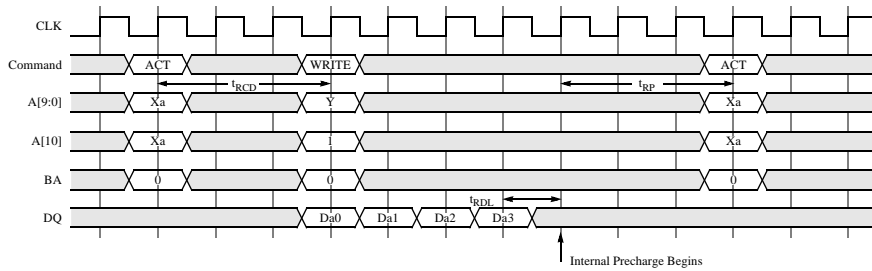 CLK
Command ACT WRITE ACT
tRCD tRP
A[9:0] Xa Y Xa
A[10] Xa 1 Xa
BA 0 0 0
tRDL
DQ Da0 Da1 Da2 Da3
Internal Precharge Begins